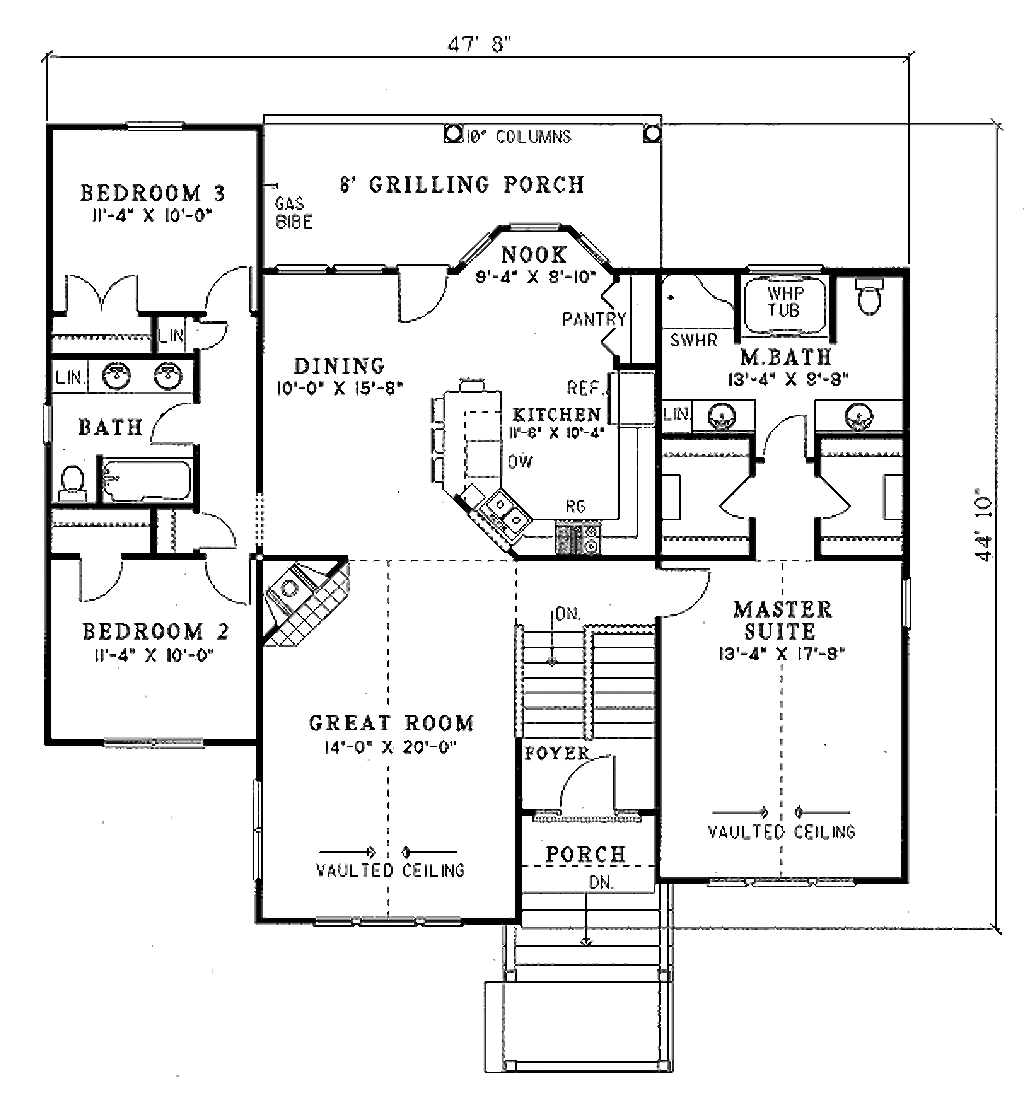 47' 8"
10" COLUMNS
BEDROOM 3
11'-4" X 10'-0"
8' GRILLING PORCH
GAS
BIBE
NOOK
9'-4" X 8'-10"
WHP
TUB
PANTRY
LIN
SWHR
M.BATH
13'-4" X 9'-8"
DINING
10'-0" X 15'-8"
LIN.
REF.
KITCHEN
11'-6" X 10'-4"
LIN
BATH
DW
RG
44' 10"
DN.
MASTER
SUITE
13'-4" X 17'-8"
BEDROOM 2
11'-4" X 10'-0"
GREAT ROOM
14'-0" X 20'-0"
FOYER
VAULTED CEILING
PORCH
VAULTED CEILING
DN.